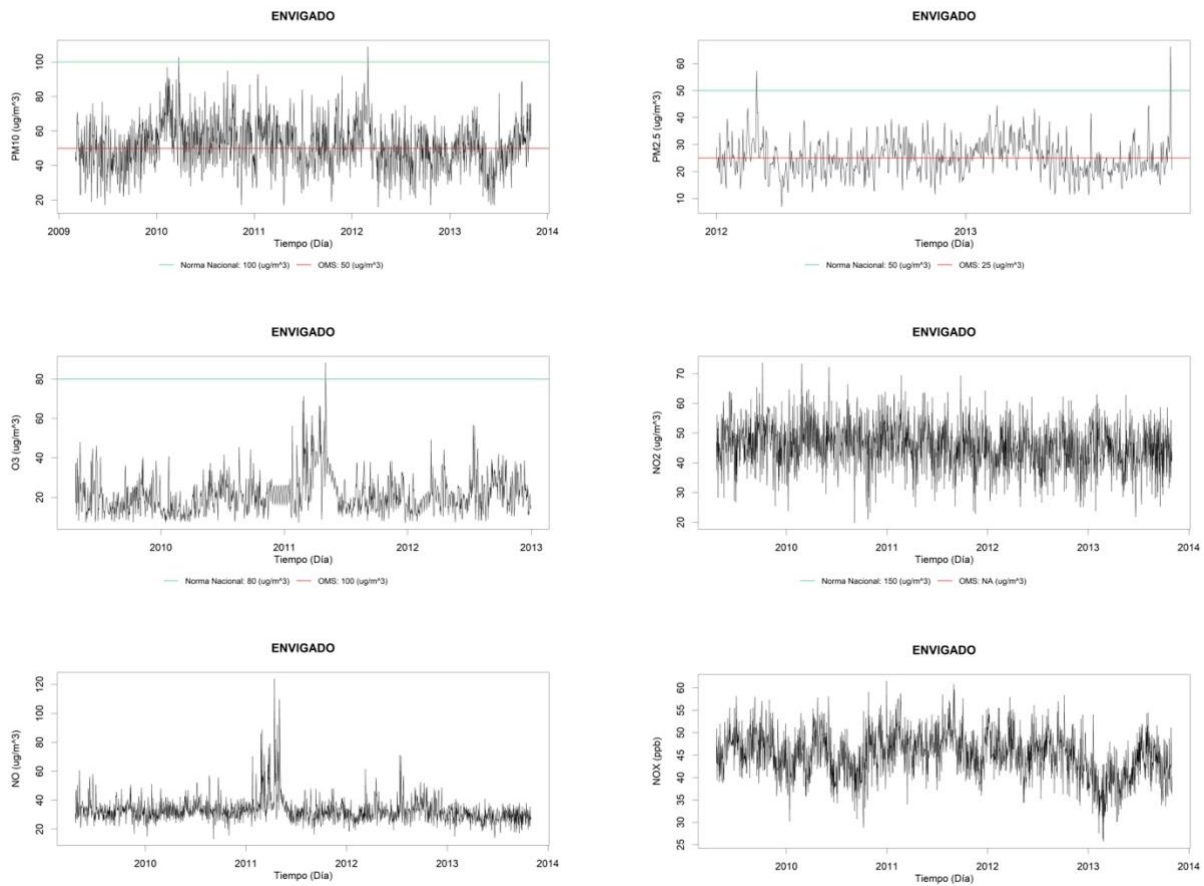 ENVIGADO
PM10 (ug/m^3)
100
80
60
40
20
2009 2010 2011 2012 2013 2014
Tiempo (Día)
Norma Nacional: 100 (ug/m^3) OMS: 50 (ug/m^3)
ENVIGADO
PM2.5 (ug/m^3)
60
50
40
30
20
10
2012 2013
Tiempo (Día)
Norma Nacional: 50 (ug/m^3) OMS: 25 (ug/m^3)
ENVIGADO
O3 (ug/m^3)
80
60
40
20
2010 2011 2012 2013
Tiempo (Día)
Norma Nacional: 80 (ug/m^3) OMS: 100 (ug/m^3)
ENVIGADO
NO2 (ug/m^3)
70
60
50
40
30
20
2010 2011 2012 2013 2014
Tiempo (Día)
Norma Nacional: 150 (ug/m^3) OMS: NA (ug/m^3)
ENVIGADO
NO (ug/m^3)
120
100
80
60
40
20
2010 2011 2012 2013 2014
Tiempo (Día)
ENVIGADO
NOX (ppb)
60
55
50
45
40
35
30
25
2010 2011 2012 2013 2014
Tiempo (Día)